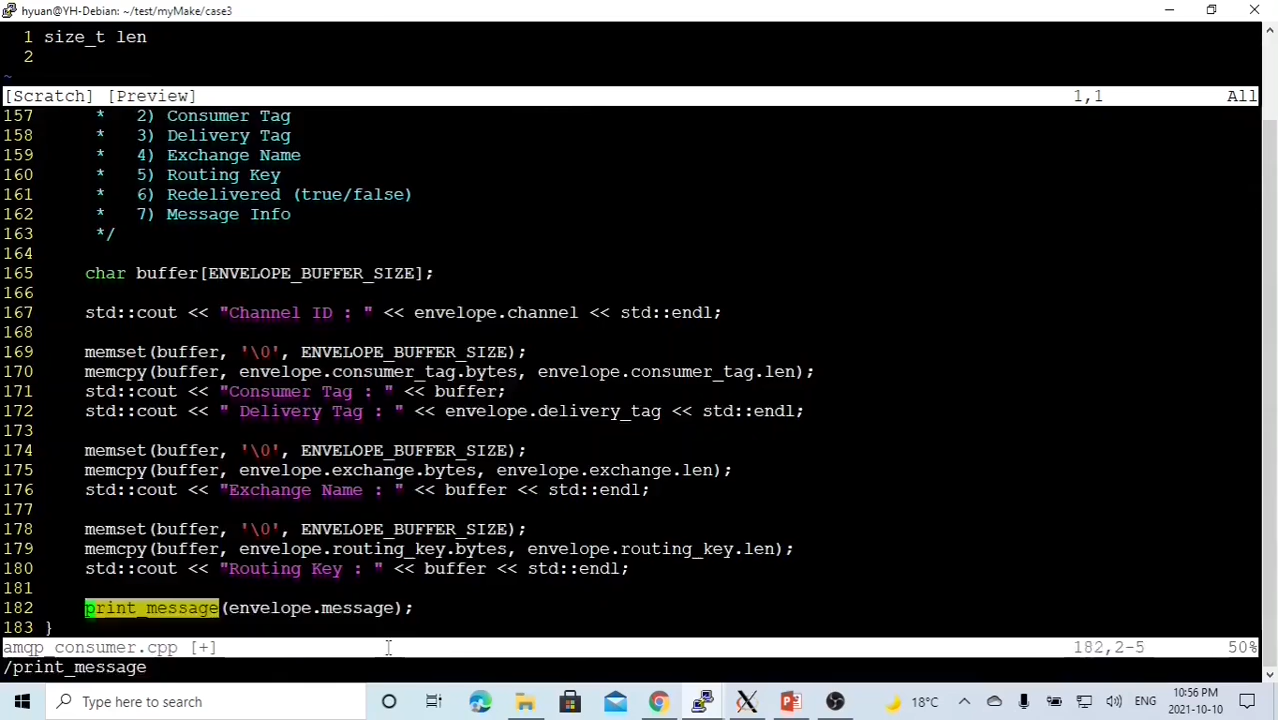 hyuan@YH-Debian: ~/test/myMake/case3
1 size_t len
2
~
[Scratch] [Preview] 1,1 All
157 * 2) Consumer Tag
158 * 3) Delivery Tag
159 * 4) Exchange Name
160 * 5) Routing Key
161 * 6) Redelivered (true/false)
162 * 7) Message Info
163 */
164
165 char buffer[ENVELOPE_BUFFER_SIZE];
166
167 std::cout << "Channel ID : " << envelope.channel << std::endl;
168
169 memset(buffer, '\0', ENVELOPE_BUFFER_SIZE);
170 memcpy(buffer, envelope.consumer_tag.bytes, envelope.consumer_tag.len);
171 std::cout << "Consumer Tag : " << buffer;
172 std::cout << " Delivery Tag : " << envelope.delivery_tag << std::endl;
173
174 memset(buffer, '\0', ENVELOPE_BUFFER_SIZE);
175 memcpy(buffer, envelope.exchange.bytes, envelope.exchange.len);
176 std::cout << "Exchange Name : " << buffer << std::endl;
177
178 memset(buffer, '\0', ENVELOPE_BUFFER_SIZE);
179 memcpy(buffer, envelope.routing_key.bytes, envelope.routing_key.len);
180 std::cout << "Routing Key : " << buffer << std::endl;
181
182 print_message(envelope.message);
183 }
amqp_consumer.cpp [+] 182,2-5 50%
/print_message
Type here to search
18°C
ENG
10:56 PM
2021-10-10